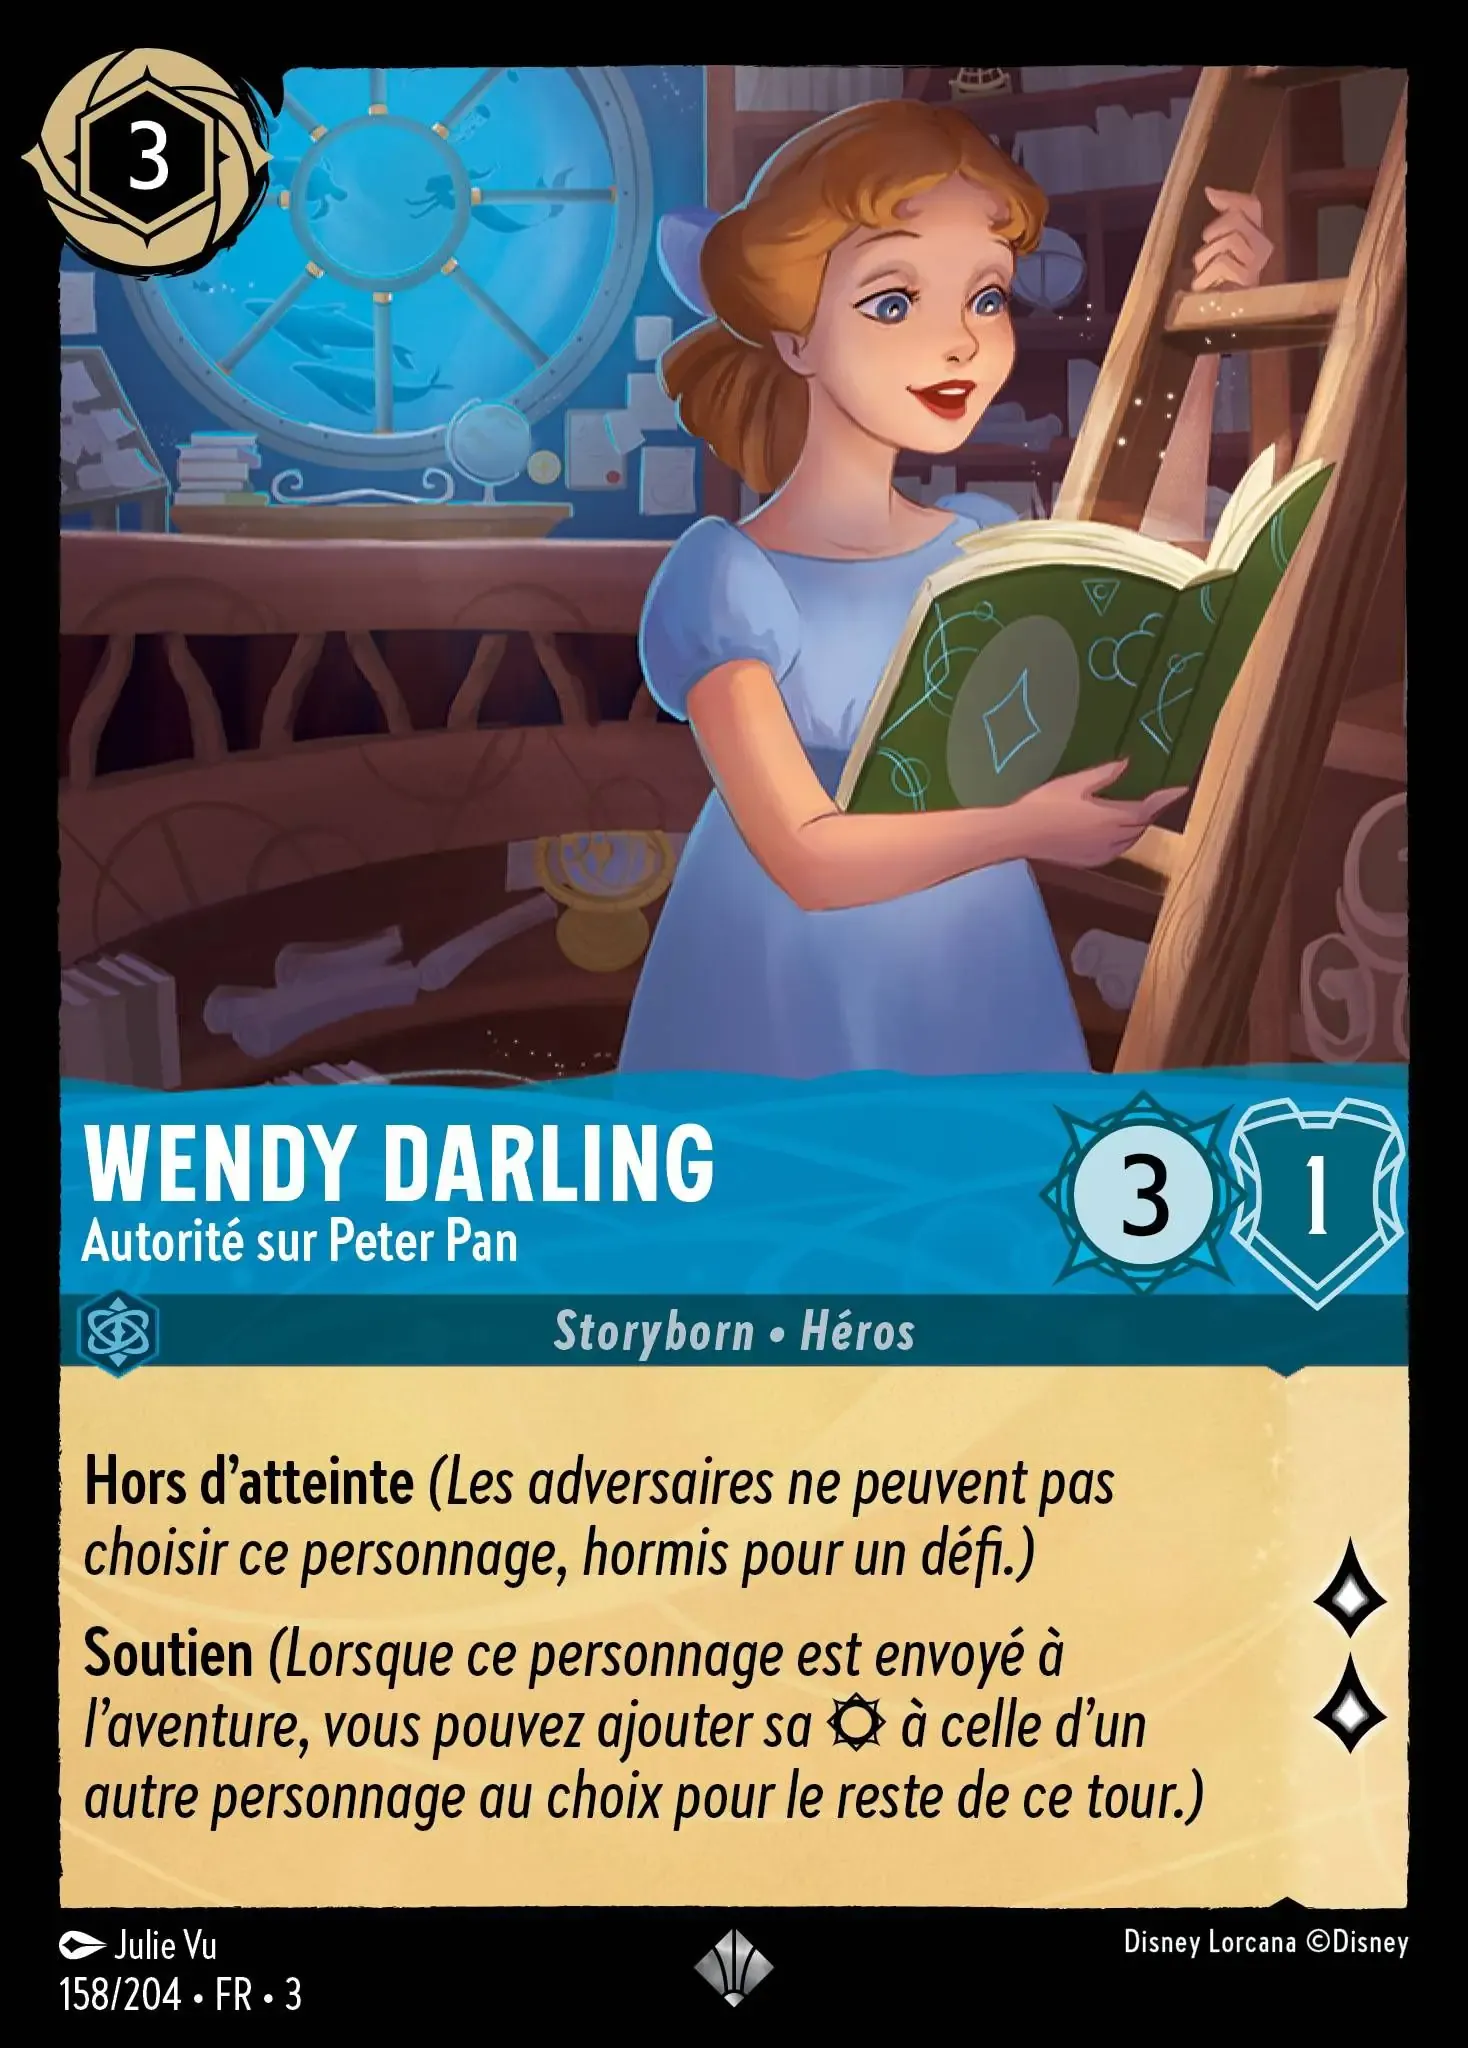 3
WENDY DARLING
Autorité sur Peter Pan
3
1
Storyborn • Héros
Hors d'atteinte (Les adversaires ne peuvent pas
choisir ce personnage, hormis pour un défi.)
Soutien (Lorsque ce personnage est envoyé à
l'aventure, vous pouvez ajouter sa à celle d'un
autre personnage au choix pour le reste de ce tour.)
Julie Vu
Disney Lorcana ©Disney
158/204 • FR • 3